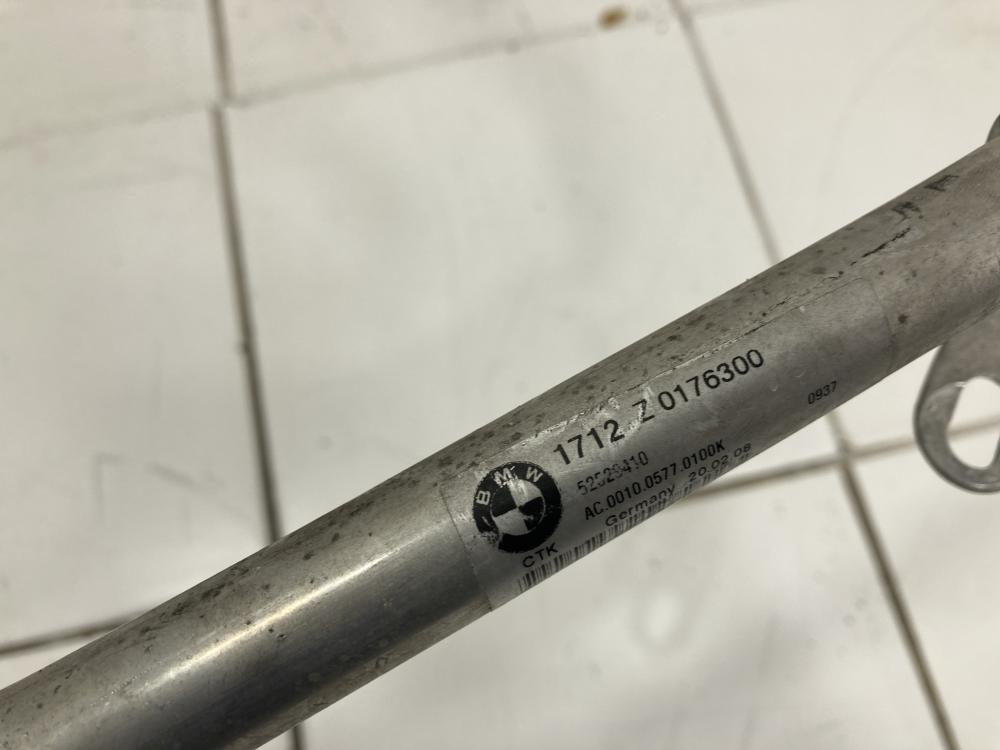 1712 Z 0176300
52529410
AC.0010.0577.0100K
0937
Germany 20.02.08
BMW
CTK